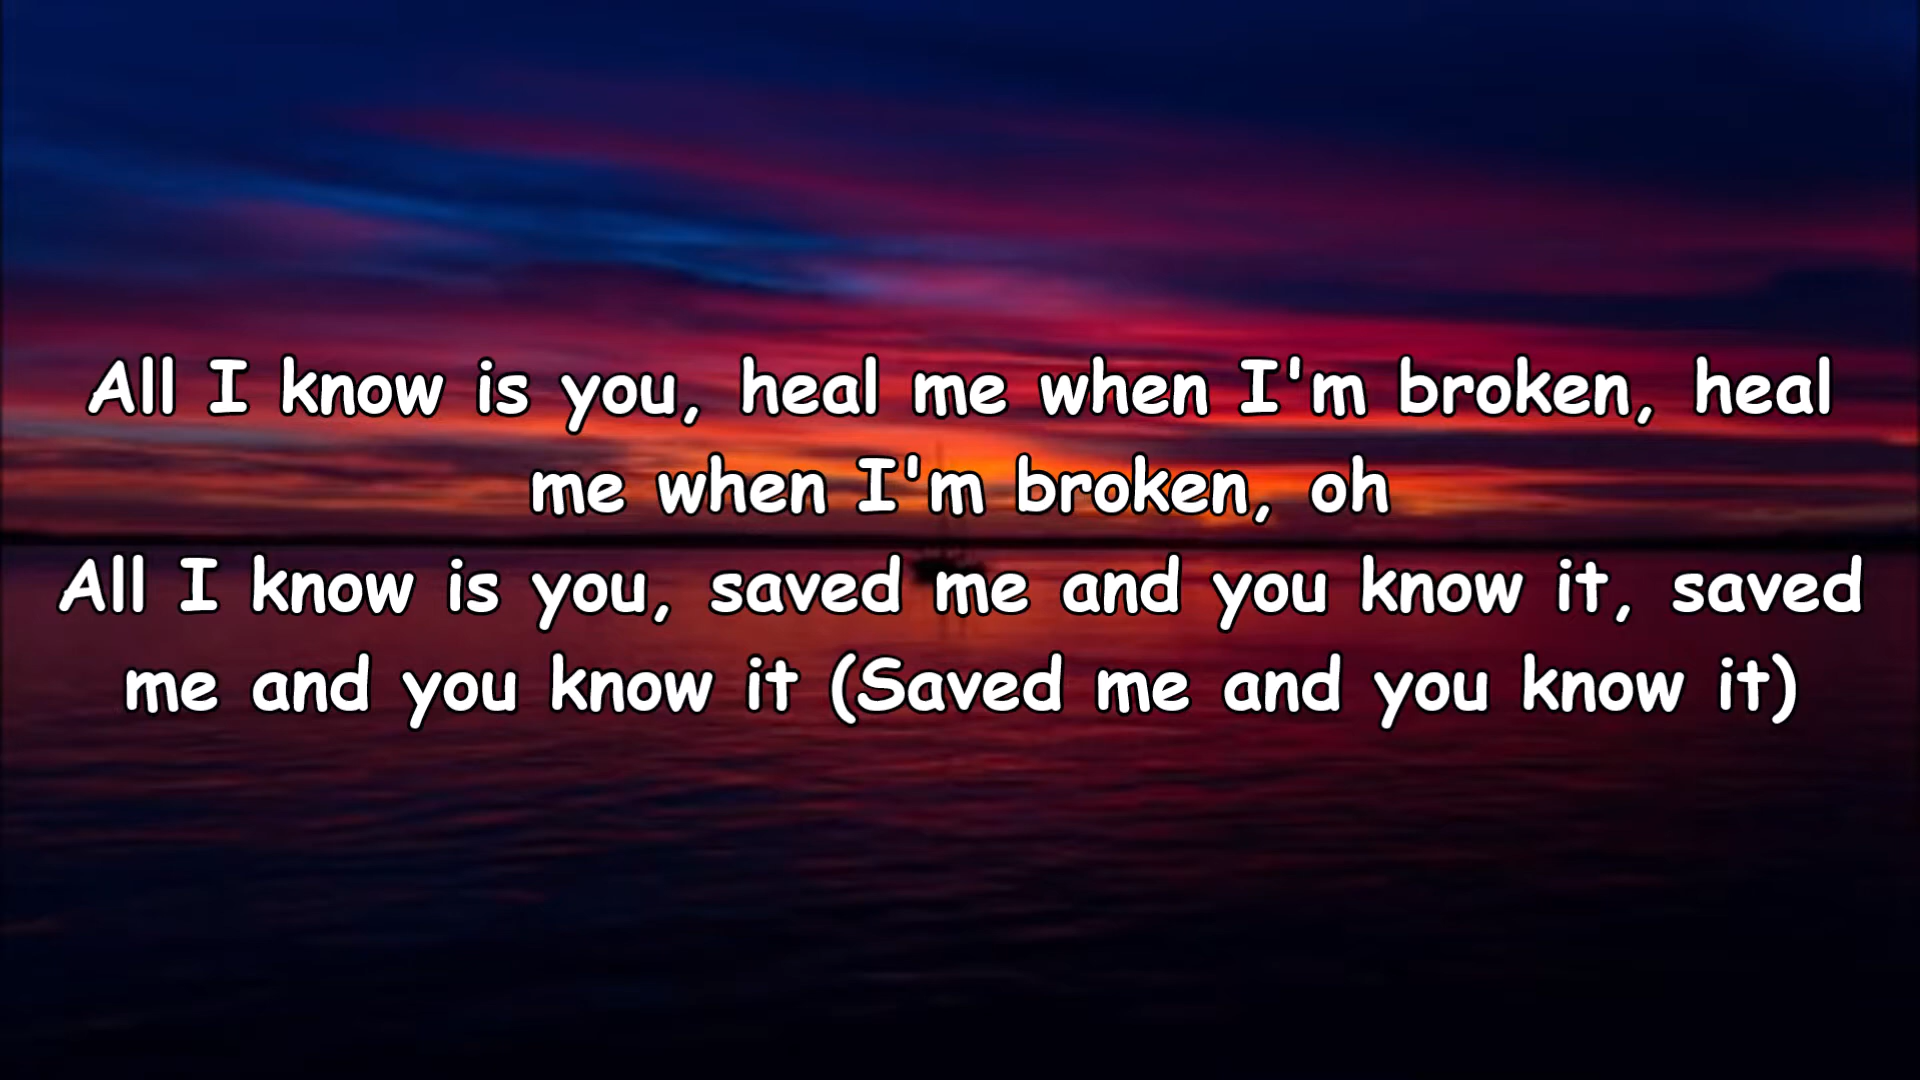 All I know is you, heal me when I'm broken, heal
me when I'm broken, oh
All I know is you, saved me and you know it, saved
me and you know it (Saved me and you know it)